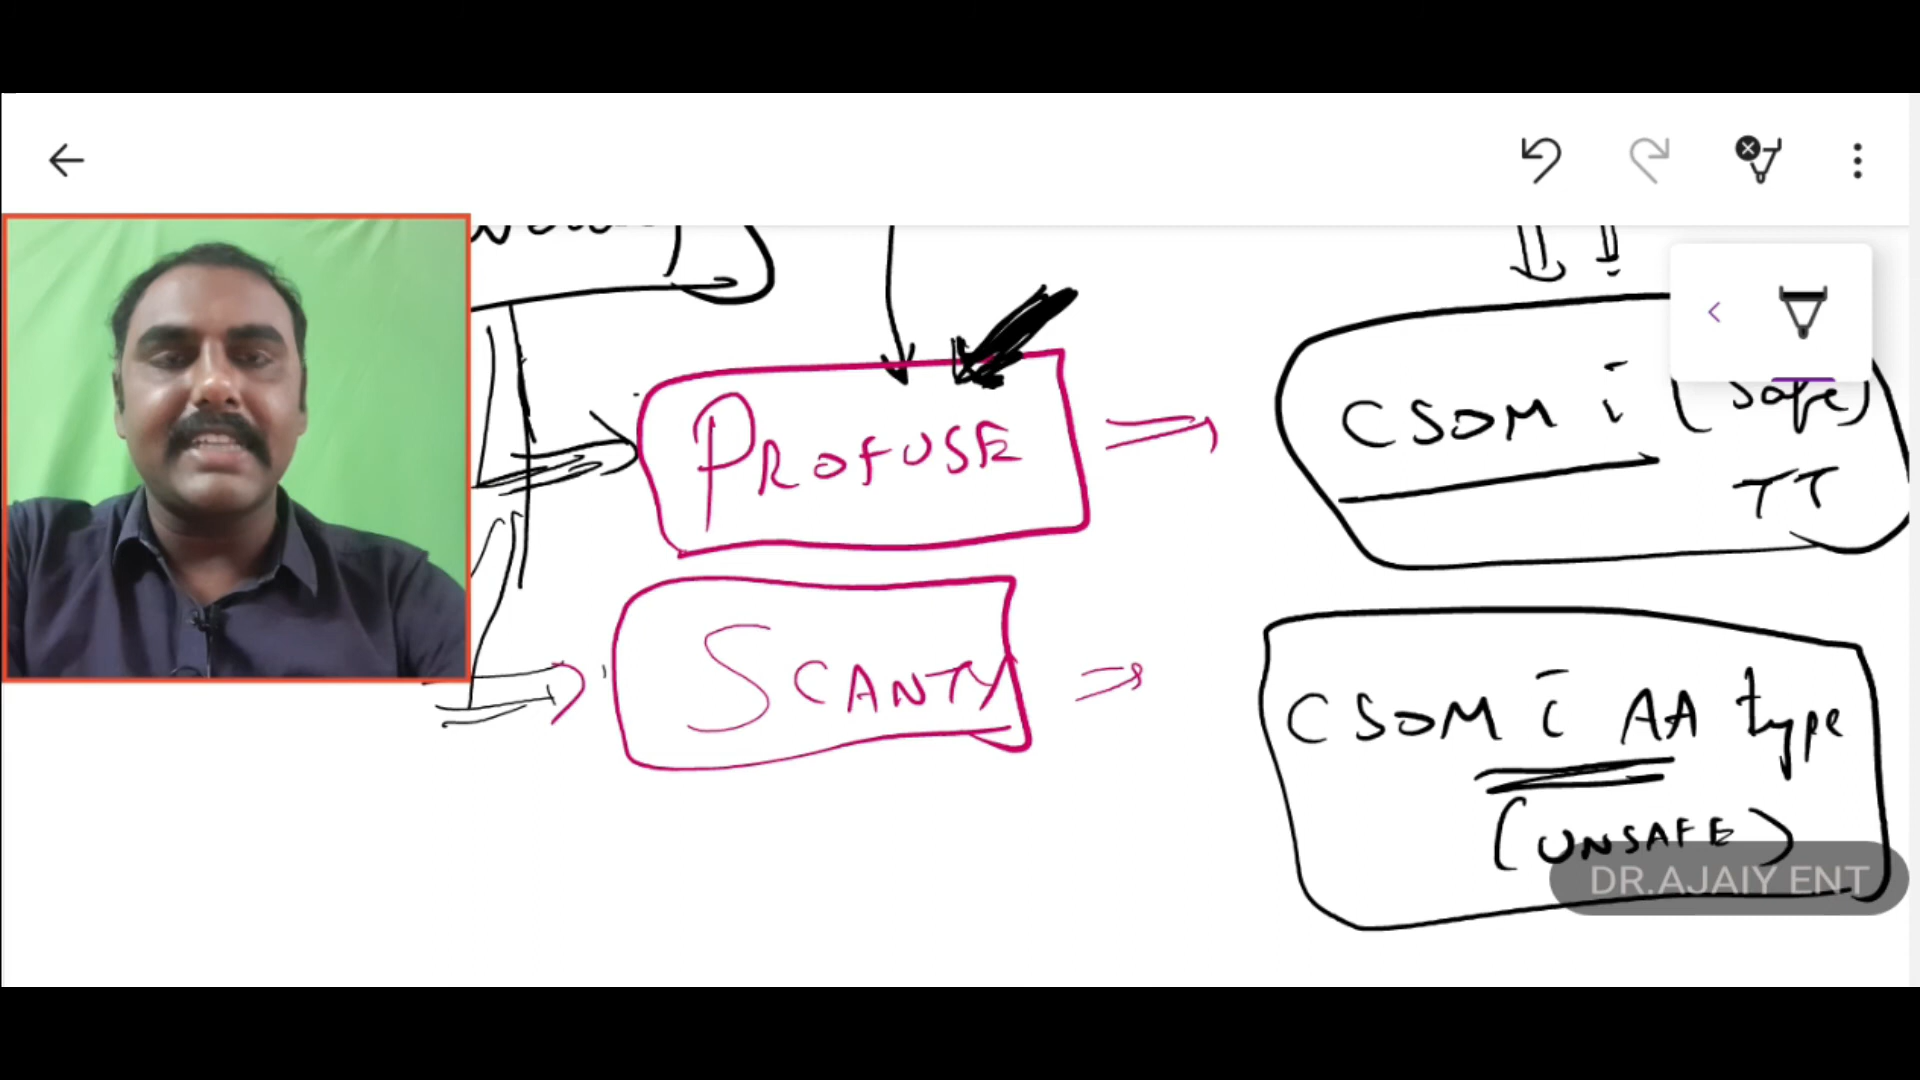 PROFUSE
CSOM ī (Safe)
TT
SCANTY
CSOM ī AA type
(UNSAFE)
DR.AJAIY ENT